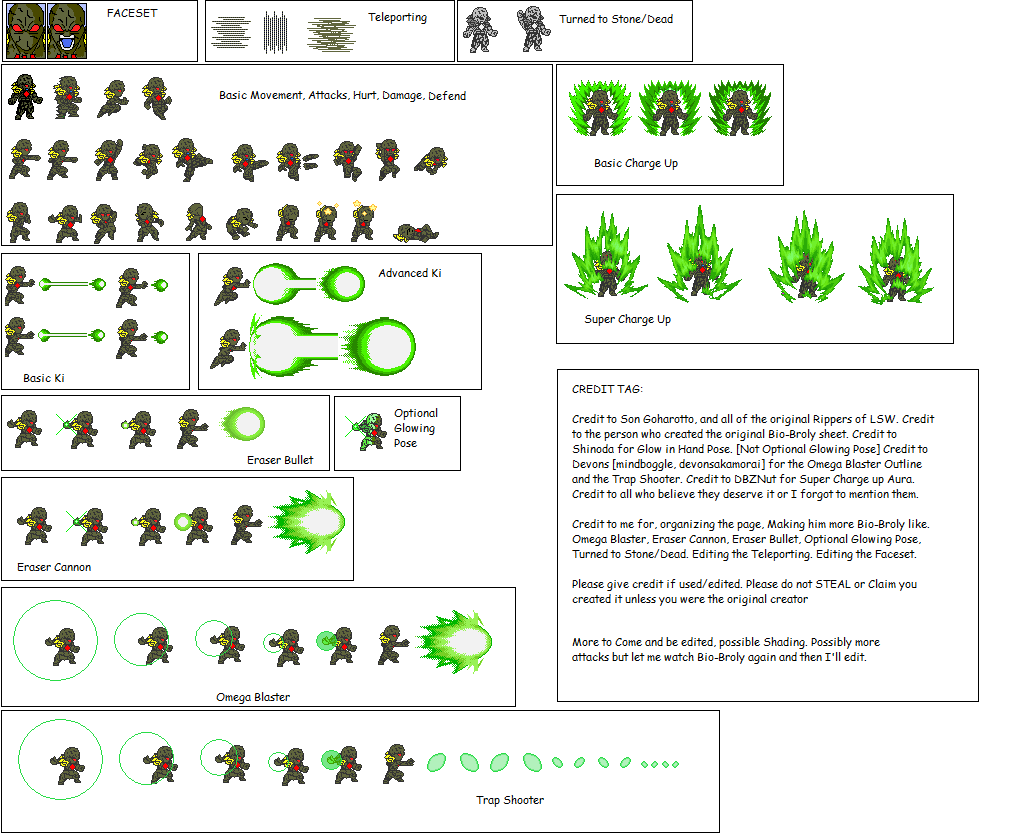 FACESET
Teleporting
Turned to Stone/Dead
Basic Movement, Attacks, Hurt, Damage, Defend
Basic Charge Up
Super Charge Up
Basic Ki
Advanced Ki
Eraser Bullet
Optional
Glowing
Pose
Eraser Cannon
Omega Blaster
Trap Shooter
CREDIT TAG:
Credit to Son Goharotto, and all of the original Rippers of LSW. Credit
to the person who created the original Bio-Broly sheet. Credit to
Shinoda for Glow in Hand Pose. [Not Optional Glowing Pose] Credit to
Devons [mindboggle, devonsakamorai] for the Omega Blaster Outline
and the Trap Shooter. Credit to DBZNut for Super Charge up Aura.
Credit to all who believe they deserve it or I forgot to mention them.
Credit to me for, organizing the page, Making him more Bio-Broly like.
Omega Blaster, Eraser Cannon, Eraser Bullet, Optional Glowing Pose,
Turned to Stone/Dead. Editing the Teleporting. Editing the Faceset.
Please give credit if used/edited. Please do not STEAL or Claim you
created it unless you were the original creator
More to Come and be edited, possible Shading. Possibly more
attacks but let me watch Bio-Broly again and then I'll edit.